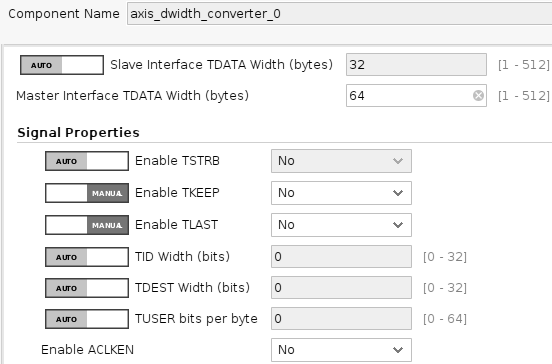 Component Name axis_dwidth_converter_0
AUTO Slave Interface TDATA Width (bytes) 32 [1 - 512]
Master Interface TDATA Width (bytes) 64 [1 - 512]
Signal Properties
AUTO Enable TSTRB No
MANUAL Enable TKEEP No
MANUAL Enable TLAST No
AUTO TID Width (bits) 0 [0 - 32]
AUTO TDEST Width (bits) 0 [0 - 32]
AUTO TUSER bits per byte 0 [0 - 64]
Enable ACLKEN No